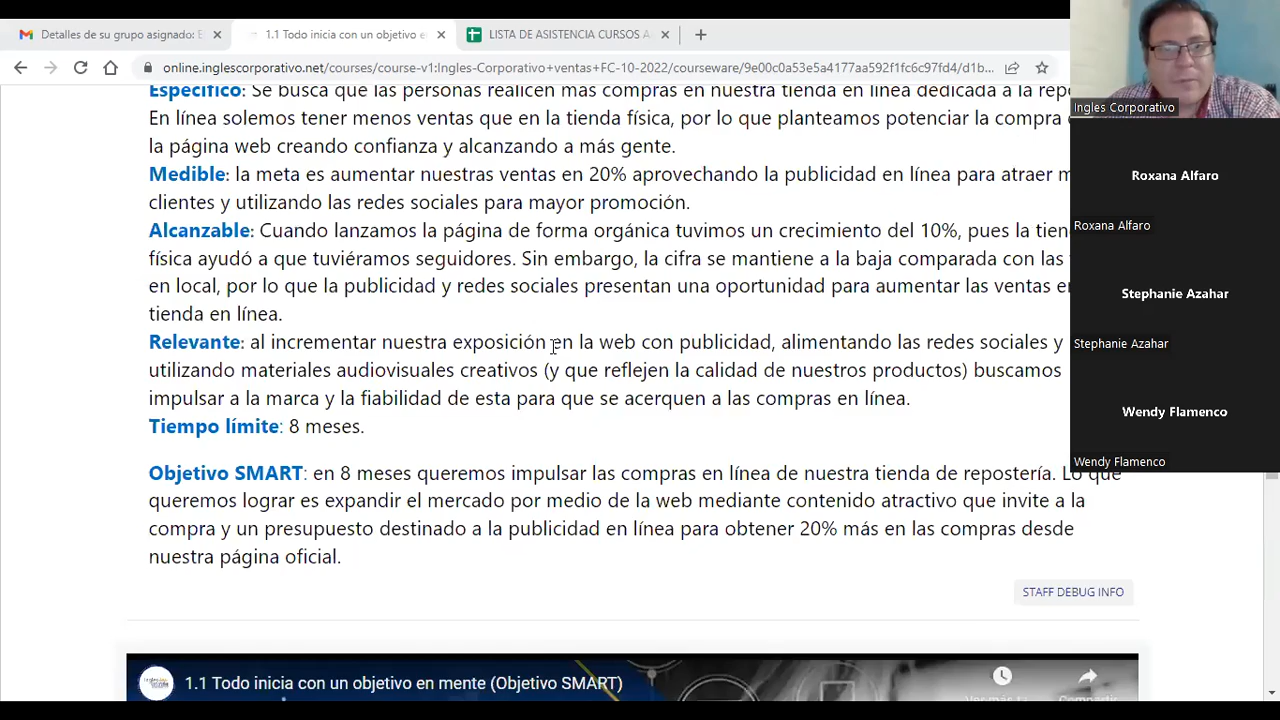 Detalles de su grupo asignado: E
1.1 Todo inicia con un objetivo e
LISTA DE ASISTENCIA CURSOS A
online.inglescorporativo.net/courses/course-v1:Ingles-Corporativo+ventas+FC-10-2022/courseware/9e00c0a53e5a4177aa592f1fc6c97fd4/d1b...
Ingles Corporativo
Específico: Se busca que las personas realicen más compras en nuestra tienda en línea dedicada a la repo
En línea solemos tener menos ventas que en la tienda física, por lo que planteamos potenciar la compra
la página web creando confianza y alcanzando a más gente.
Medible: la meta es aumentar nuestras ventas en 20% aprovechando la publicidad en línea para atraer m
clientes y utilizando las redes sociales para mayor promoción.
Alcanzable: Cuando lanzamos la página de forma orgánica tuvimos un crecimiento del 10%, pues la tien
física ayudó a que tuviéramos seguidores. Sin embargo, la cifra se mantiene a la baja comparada con las
en local, por lo que la publicidad y redes sociales presentan una oportunidad para aumentar las ventas en
tienda en línea.
Relevante: al incrementar nuestra exposición en la web con publicidad, alimentando las redes sociales y
utilizando materiales audiovisuales creativos (y que reflejen la calidad de nuestros productos) buscamos
impulsar a la marca y la fiabilidad de esta para que se acerquen a las compras en línea.
Tiempo límite: 8 meses.
Objetivo SMART: en 8 meses queremos impulsar las compras en línea de nuestra tienda de repostería. Lo que
queremos lograr es expandir el mercado por medio de la web mediante contenido atractivo que invite a la
compra y un presupuesto destinado a la publicidad en línea para obtener 20% más en las compras desde
nuestra página oficial.
STAFF DEBUG INFO
1.1 Todo inicia con un objetivo en mente (Objetivo SMART)
Roxana Alfaro
Roxana Alfaro
Stephanie Azahar
Stephanie Azahar
Wendy Flamenco
Wendy Flamenco